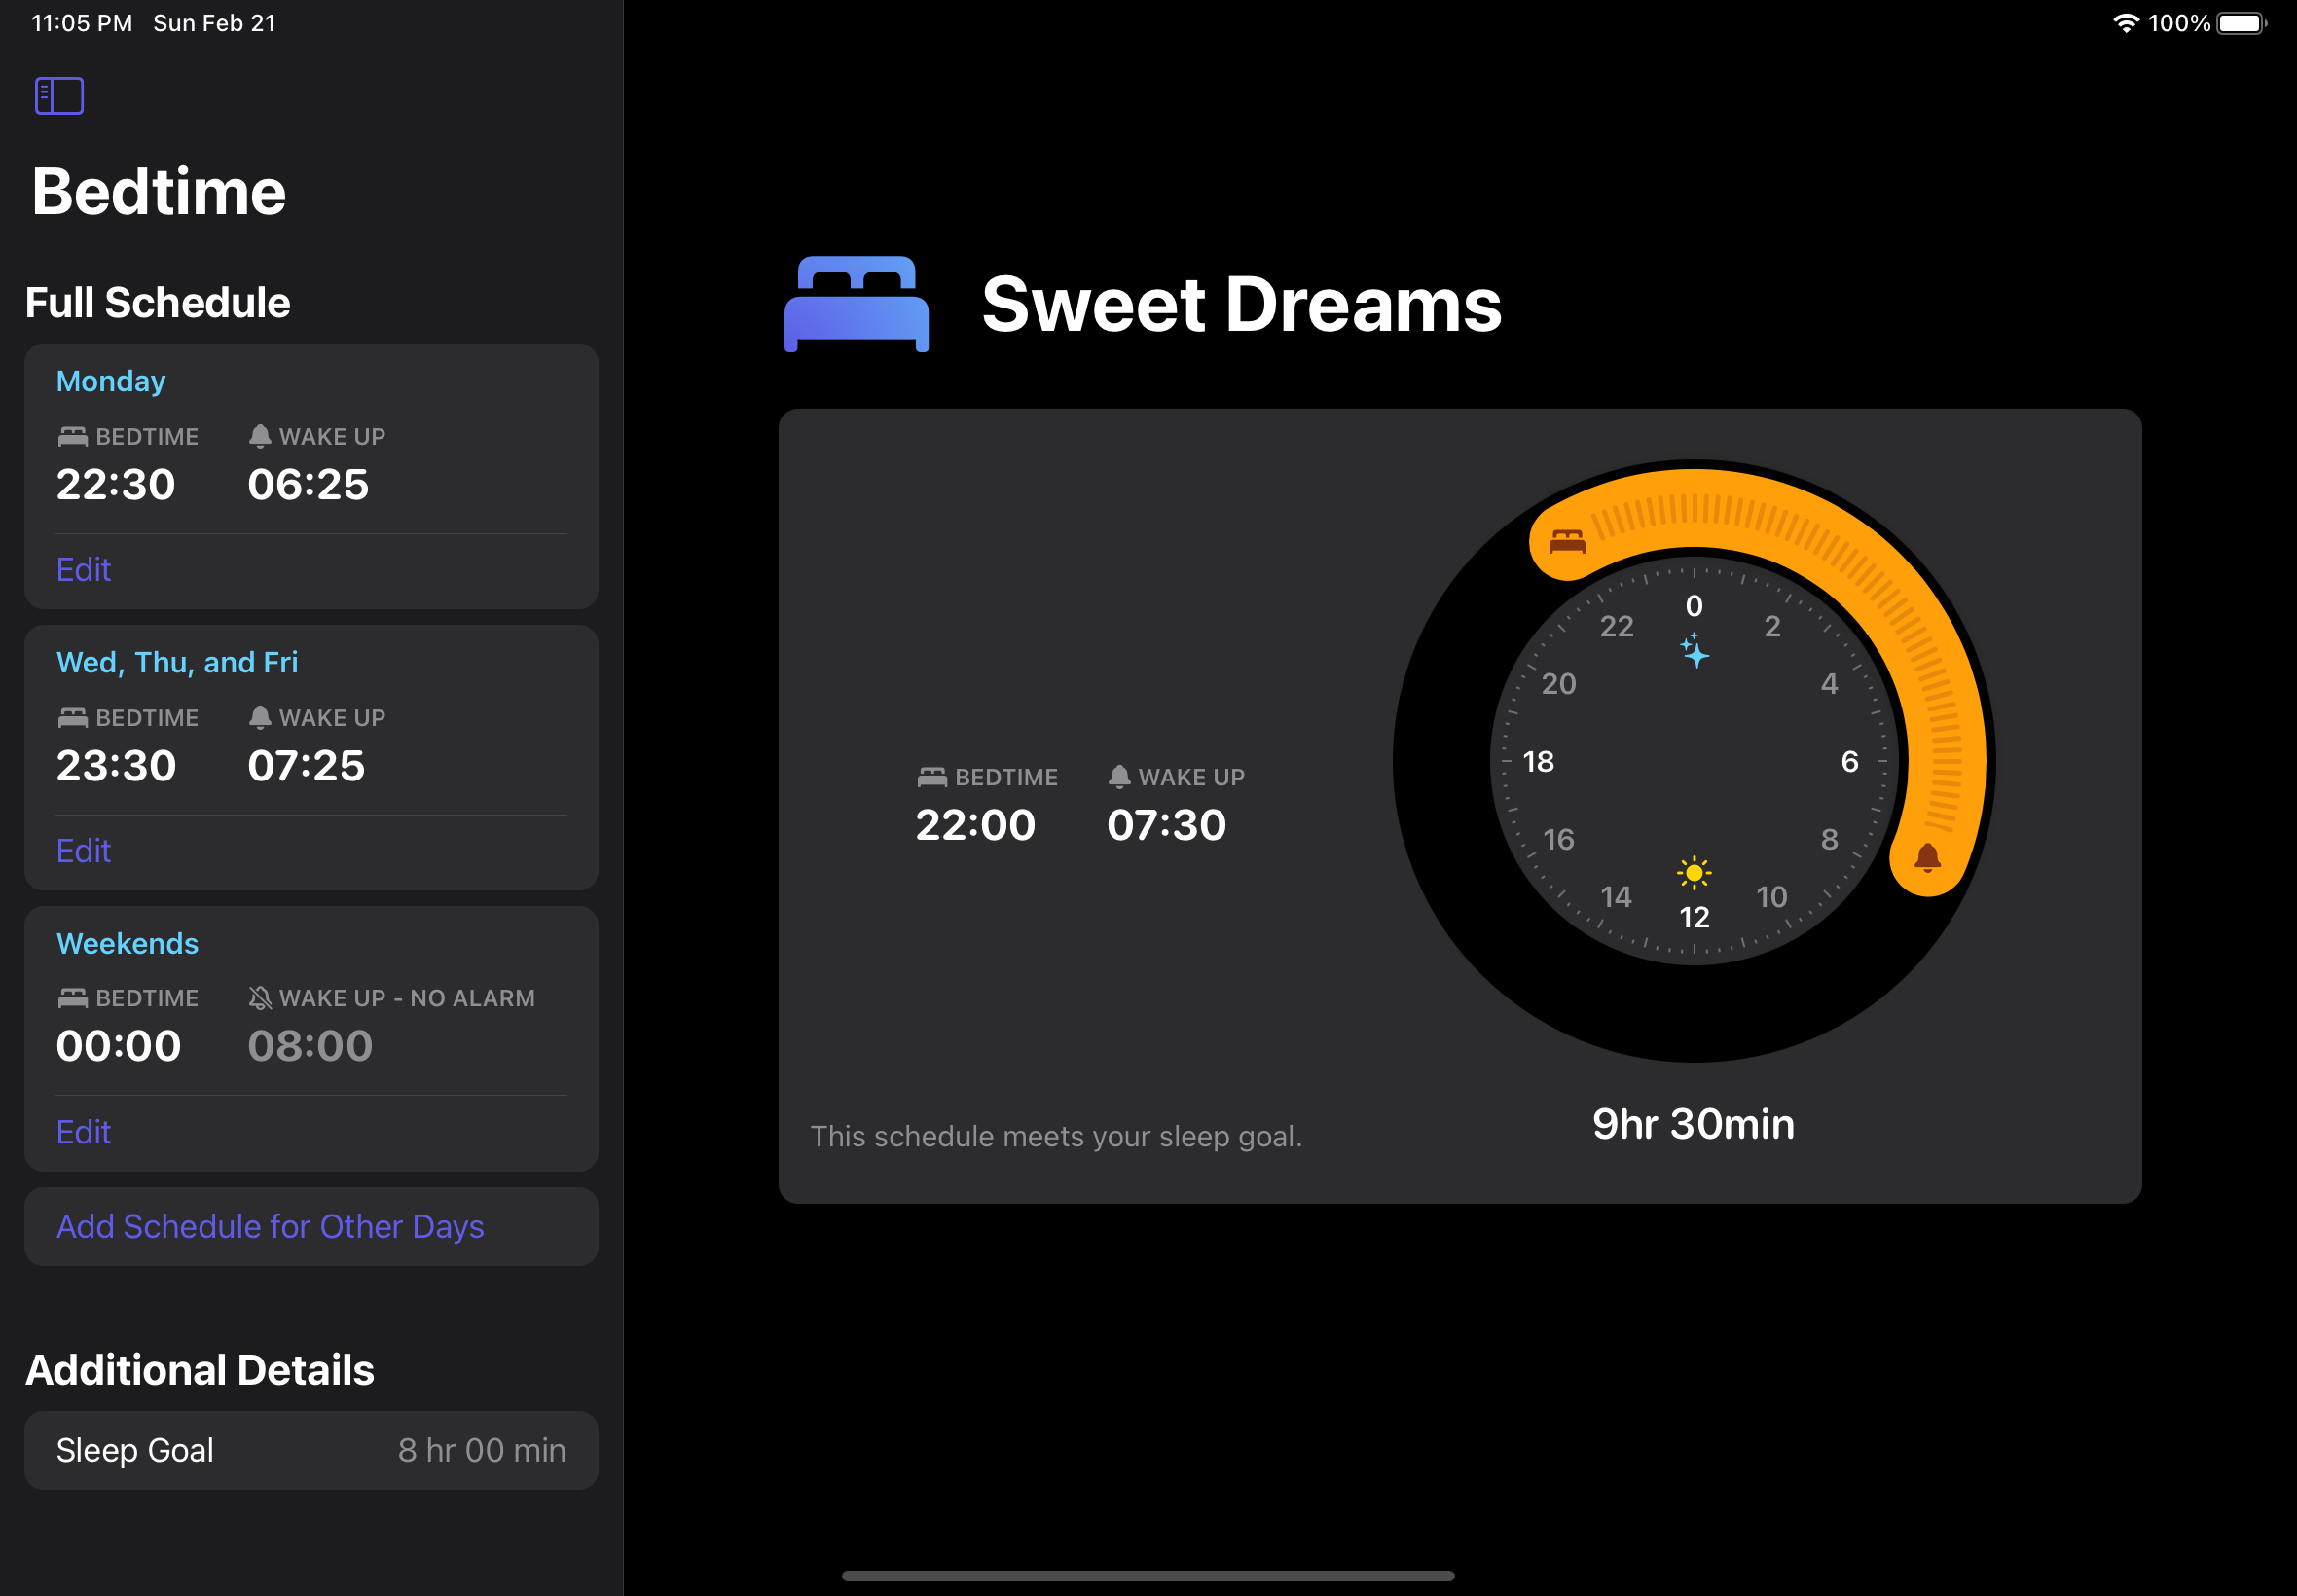 11:05 PM Sun Feb 21
100%
Bedtime
Full Schedule
Monday
BEDTIME WAKE UP
22:30 06:25
Edit
Wed, Thu, and Fri
BEDTIME WAKE UP
23:30 07:25
Edit
Weekends
BEDTIME WAKE UP - NO ALARM
00:00 08:00
Edit
Add Schedule for Other Days
Additional Details
Sleep Goal 8 hr 00 min
Sweet Dreams
BEDTIME WAKE UP
22:00 07:30
This schedule meets your sleep goal.
0
22 2
20 4
18 6
16 8
14 10
12
9hr 30min